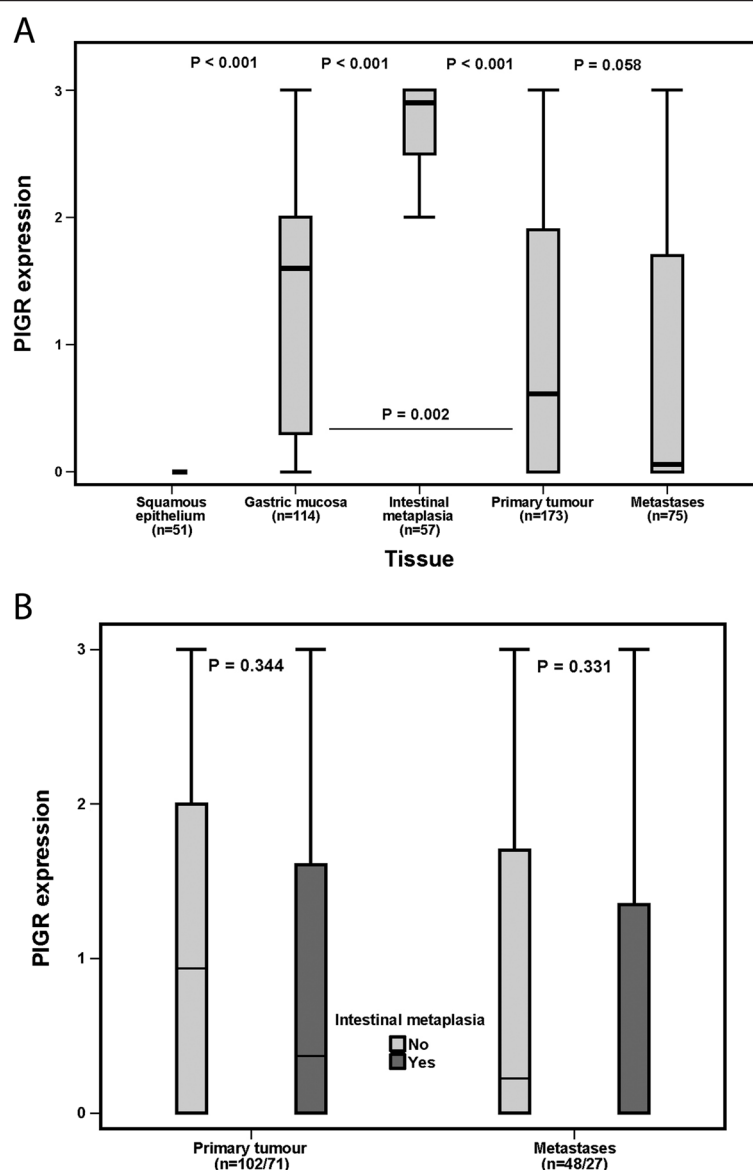 A
P < 0.001 P < 0.001 P < 0.001 P = 0.058
3
2
1
0
PIGR expression
P = 0.002
Squamous epithelium (n=51)
Gastric mucosa (n=114)
Intestinal metaplasia (n=57)
Primary tumour (n=173)
Metastases (n=75)
Tissue
B
P = 0.344 P = 0.331
3
2
1
0
PIGR expression
Intestinal metaplasia
No
Yes
Primary tumour (n=102/71)
Metastases (n=48/27)